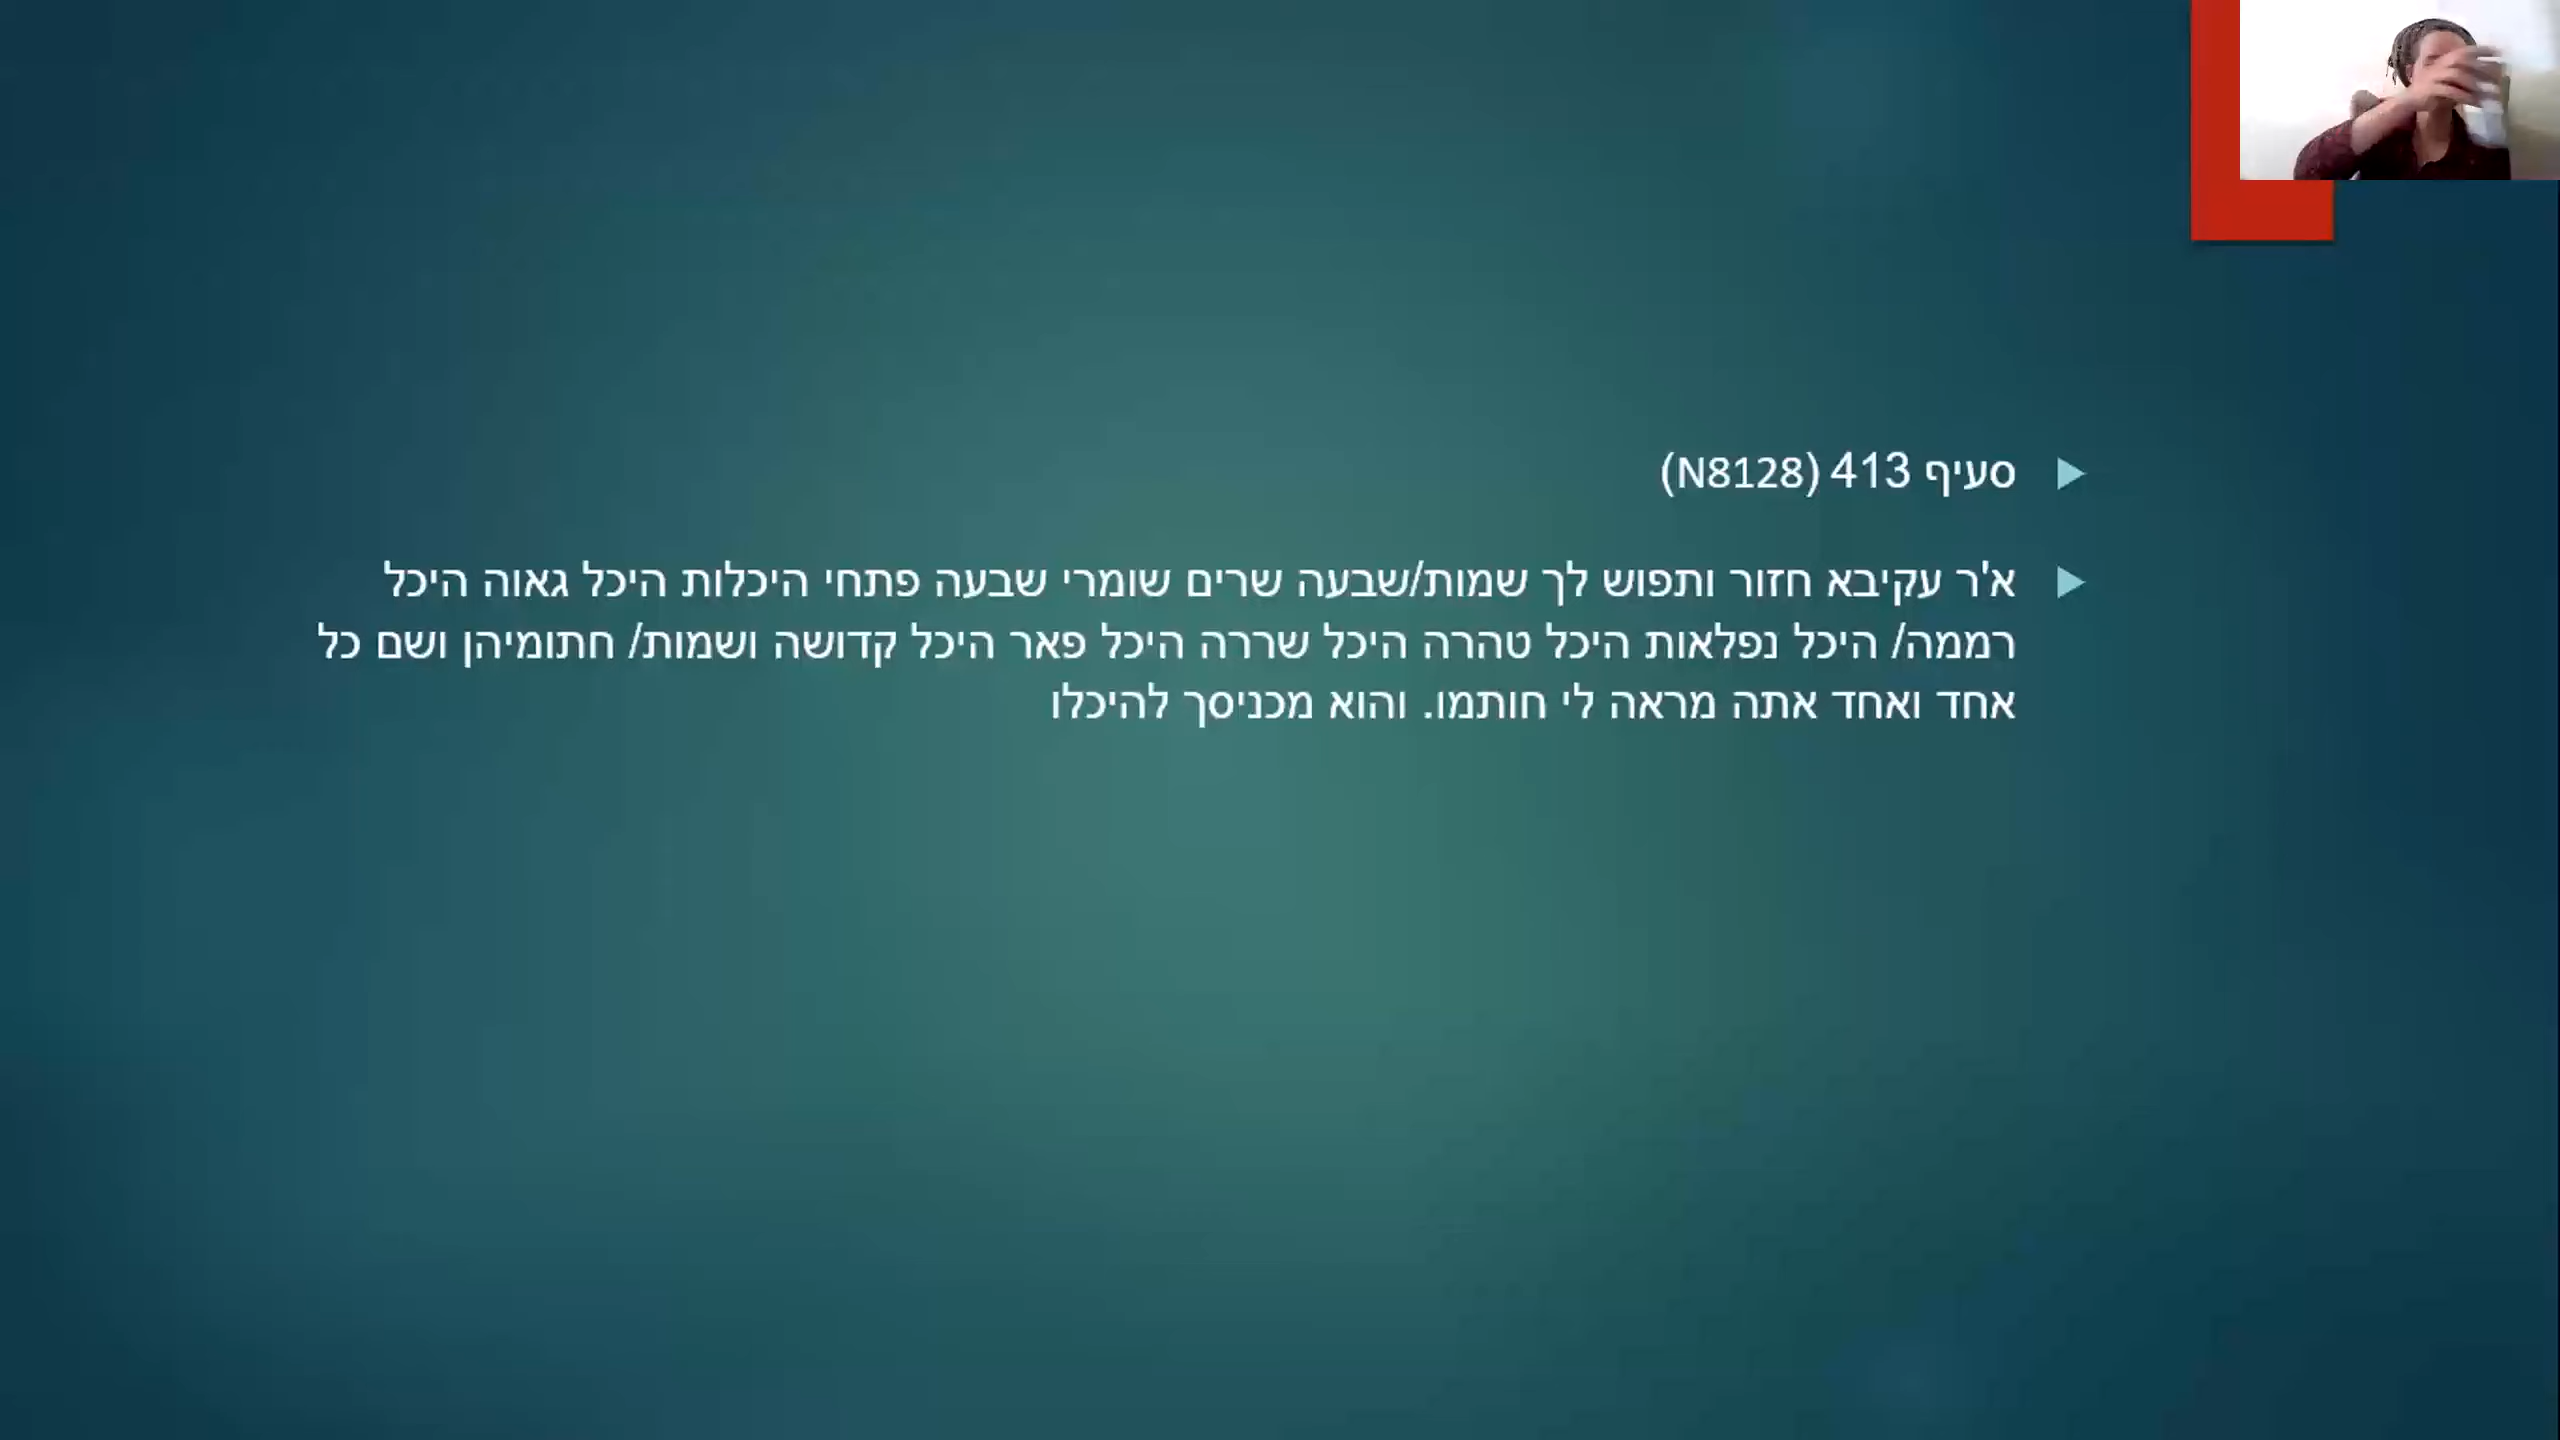 סעיף 413 (N8128)
א'ר עקיבא חזור ותפוש לך שמות/שבעה שרים שומרי שבעה פתחי היכלות היכל גאוה היכל
רממה/ היכל נפלאות היכל טהרה היכל שררה היכל פאר היכל קדושה ושמות/ חתומיהן ושם כל
אחד ואחד אתה מראה לי חותמו. והוא מכניסך להיכלו